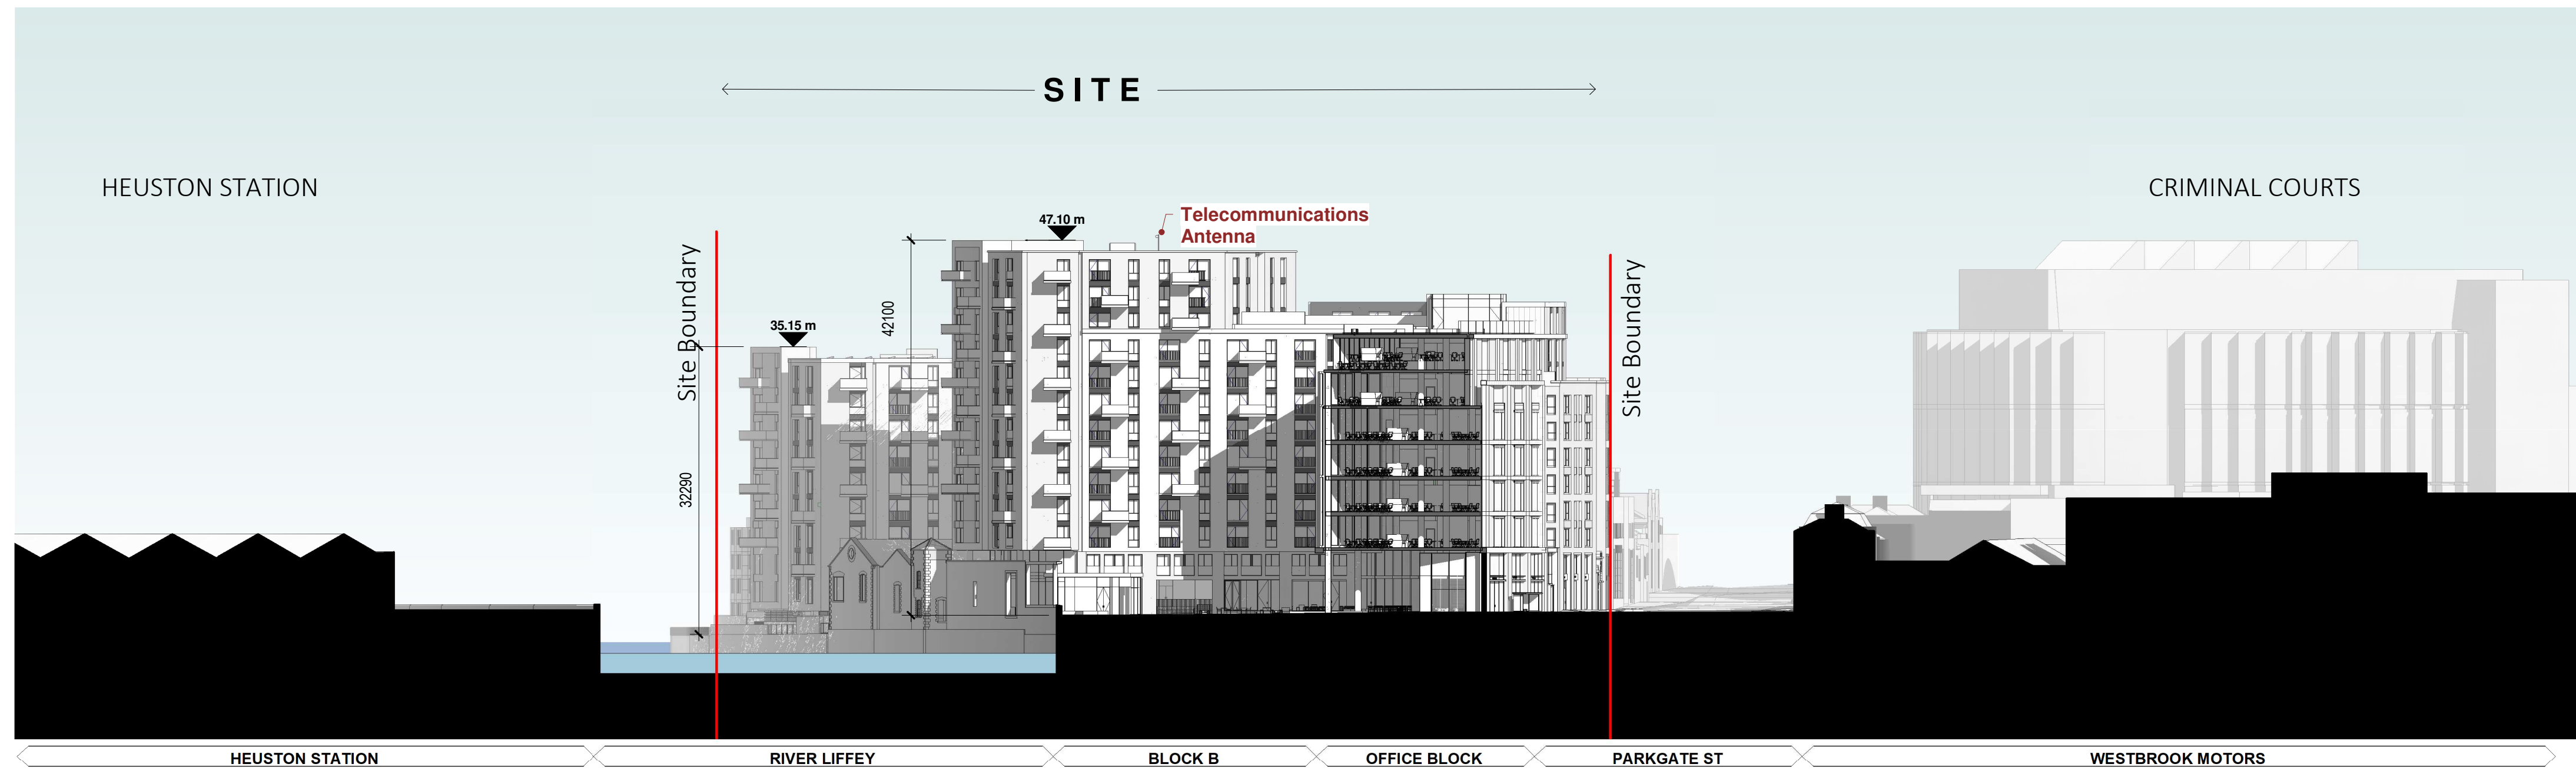 SITE
HEUSTON STATION
CRIMINAL COURTS
47.10 m
Telecommunications
Antenna
Site Boundary
Site Boundary
42100
35.15 m
32290
HEUSTON STATION
RIVER LIFFEY
BLOCK B
OFFICE BLOCK
PARKGATE ST
WESTBROOK MOTORS